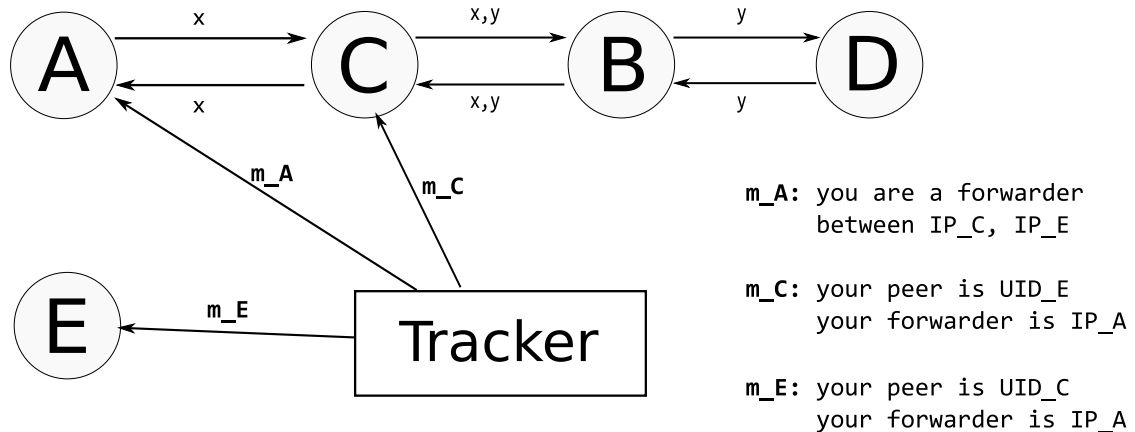 x
x,y
y
A
C
B
D
x
x,y
y
m_A
m_C
m_A: you are a forwarder
between IP_C, IP_E
m_C: your peer is UID_E
your forwarder is IP_A
E
m_E
Tracker
m_E: your peer is UID_C
your forwarder is IP_A